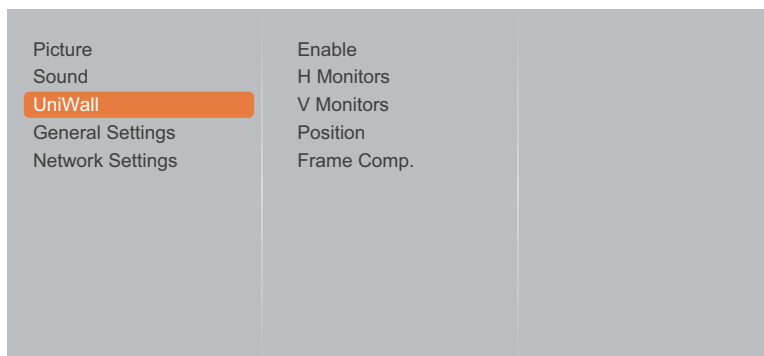 Picture
Sound
UniWall
General Settings
Network Settings
Enable
H Monitors
V Monitors
Position
Frame Comp.